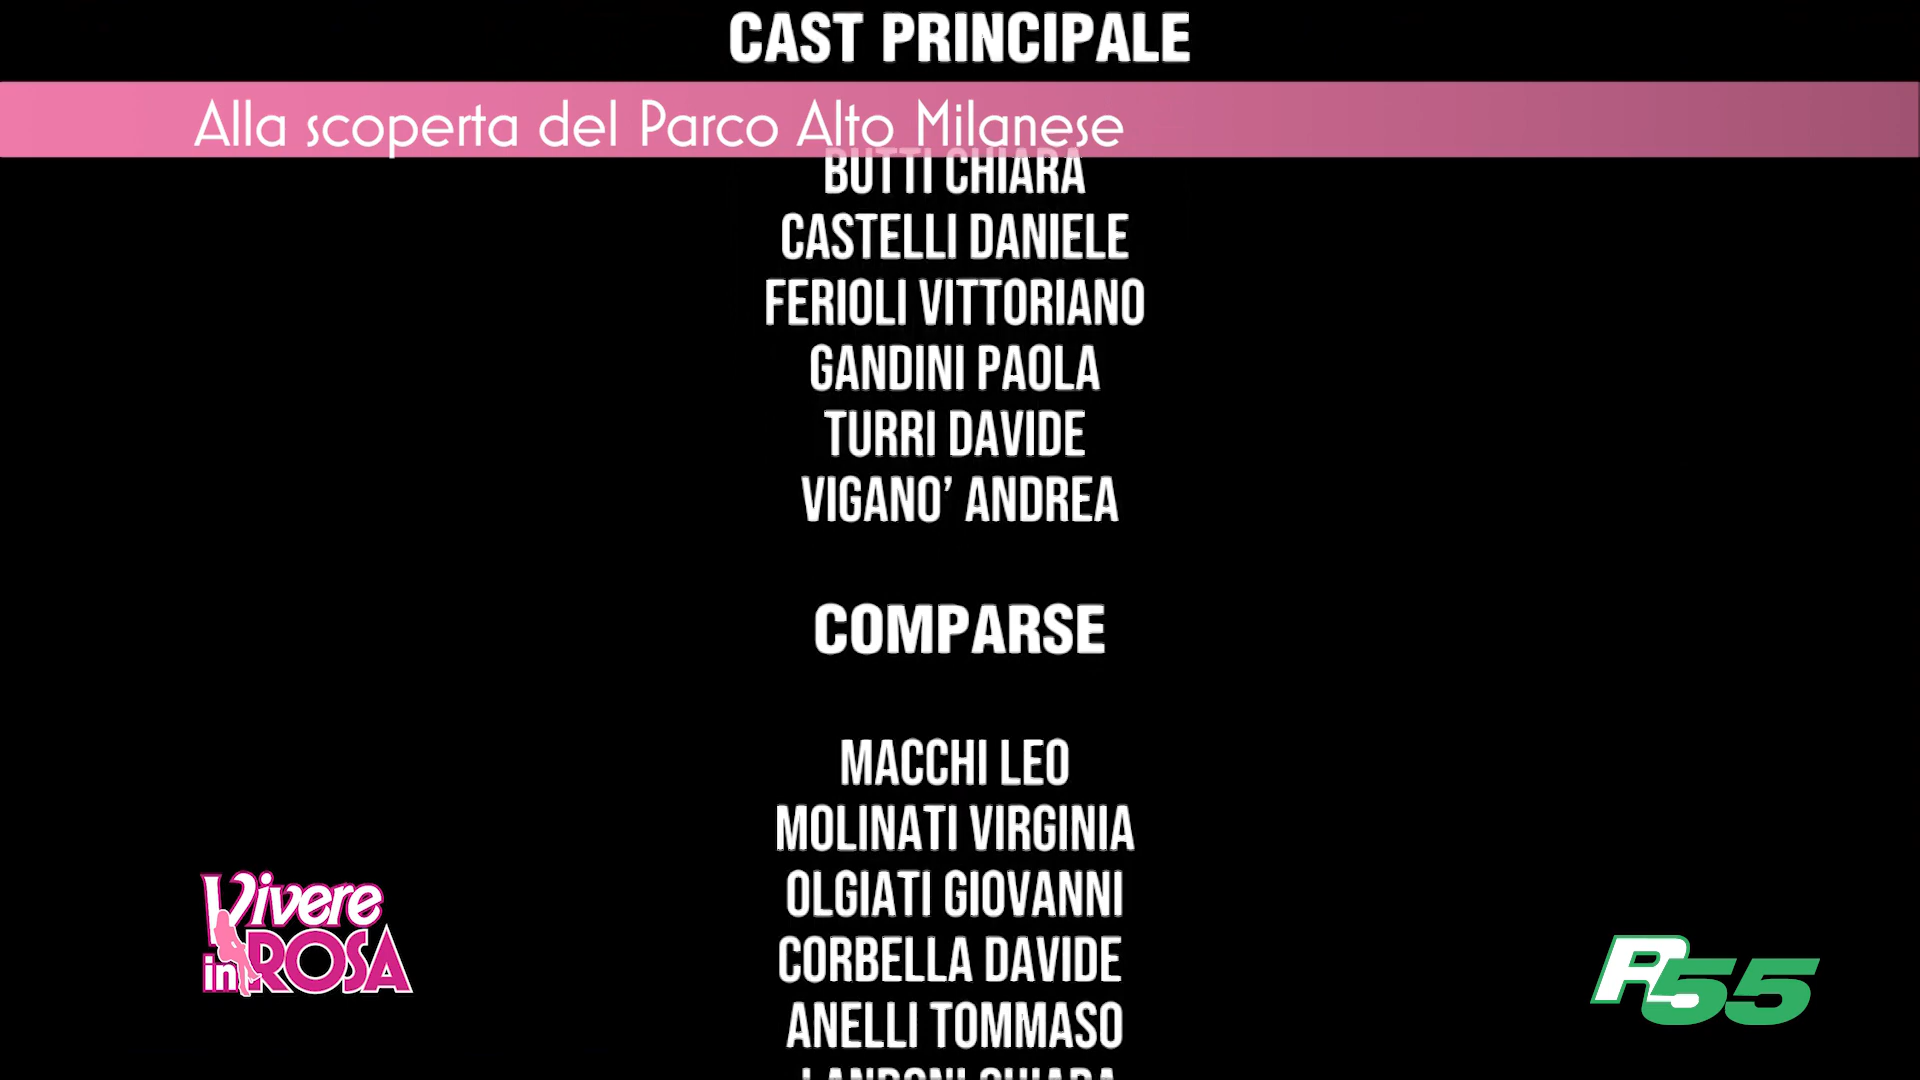 CAST PRINCIPALE
Alla scoperta del Parco Alto Milanese
BUTTI CHIARA
CASTELLI DANIELE
FERIOLI VITTORIANO
GANDINI PAOLA
TURRI DAVIDE
VIGANO’ ANDREA
COMPARSE
MACCHI LEO
MOLINATI VIRGINIA
OLGIATI GIOVANNI
CORBELLA DAVIDE
ANELLI TOMMASO
Vivere
in ROSA
R55